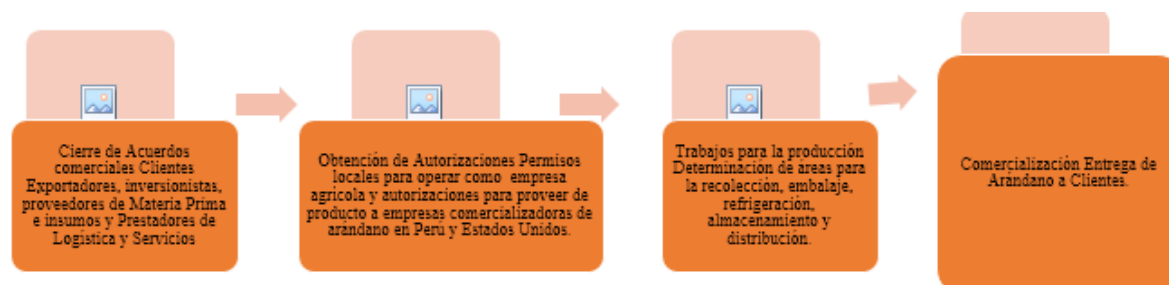 Cierre de Acuerdos
comerciales Clientes
Exportadores, inversionistas,
proveedores de Materia Prima
e insumos y Prestadores de
Logística y Servicios
Obtención de Autorizaciones Permisos
locales para operar como empresa
agrícola y autorizaciones para proveer de
producto a empresas comercializadoras de
arándano en Perú y Estados Unidos.
Trabajos para la producción
Determinación de áreas para
la recolección, embalaje,
refrigeración,
almacenamiento y
distribución.
Comercialización Entrega de
Arándano a Clientes.